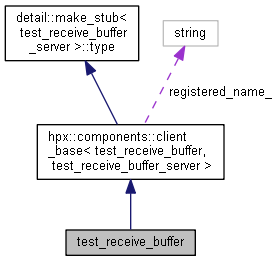 detail::make_stub<
test_receive_buffer
_server >::type
string
registered_name_
hpx::components::client
_base< test_receive_buffer,
test_receive_buffer_server >
test_receive_buffer